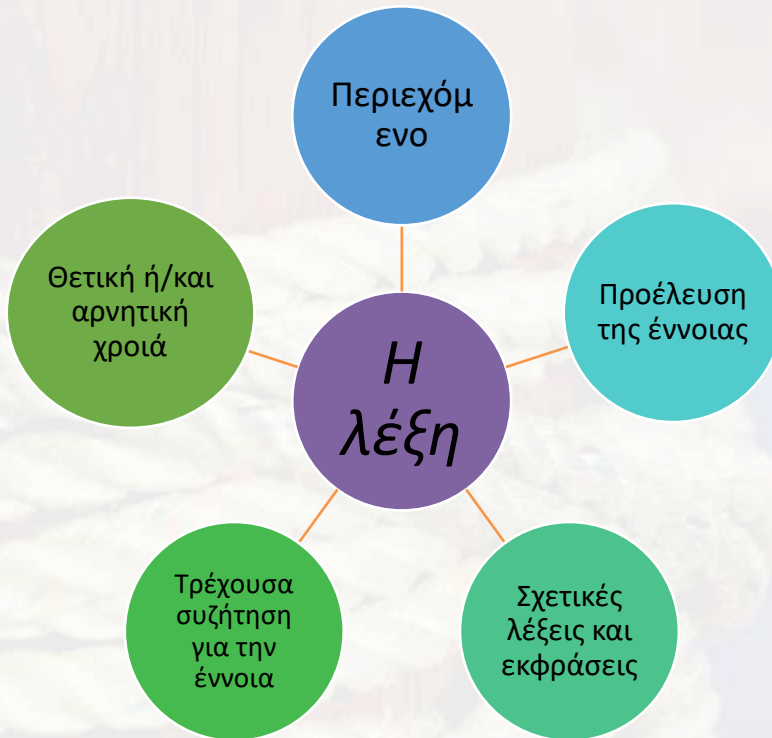 Περιεχόμ
ενο
Θετική ή/και
αρνητική
χροιά
Προέλευση
της έννοιας
Η
λέξη
Τρέχουσα
συζήτηση
για την
έννοια
Σχετικές
λέξεις και
εκφράσεις